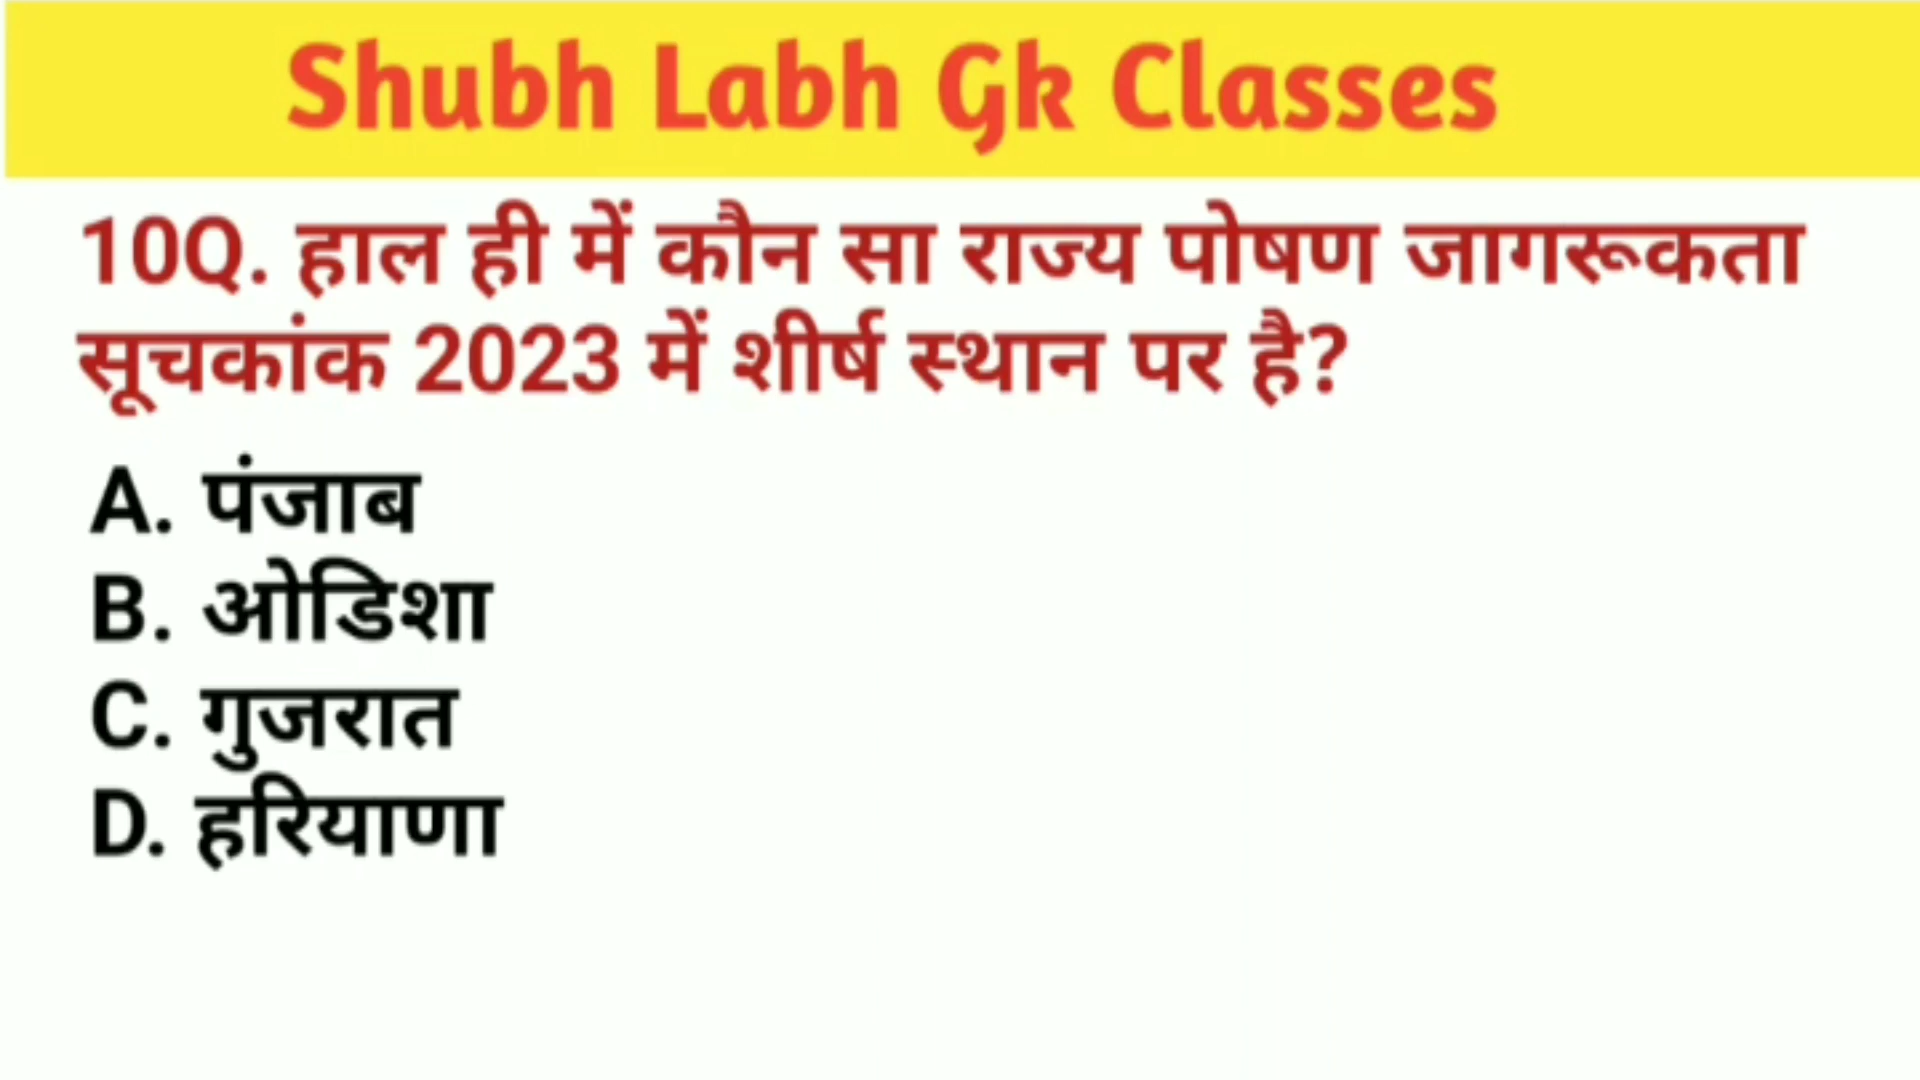 Shubh Labh Gk Classes
10Q. हाल ही में कौन सा राज्य पोषण जागरूकता
सूचकांक 2023 में शीर्ष स्थान पर है?
A. पंजाब
B. ओडिशा
C. गुजरात
D. हरियाणा